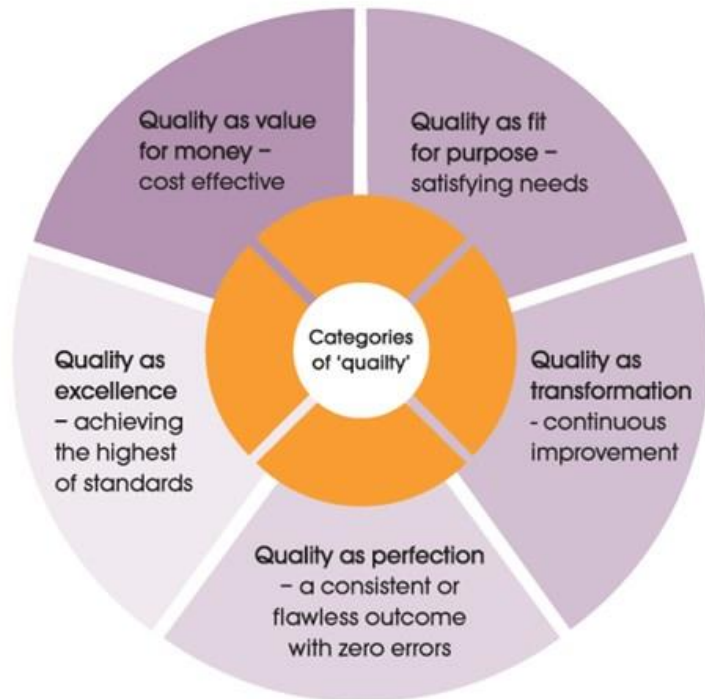 Quality as value
for money –
cost effective
Quality as fit
for purpose –
satisfying needs
Categories
of ‘quailty’
Quality as
excellence
– achieving
the highest
of standards
Quality as
transformation
- continuous
improvement
Quality as perfection
– a consistent or
flawless outcome
with zero errors